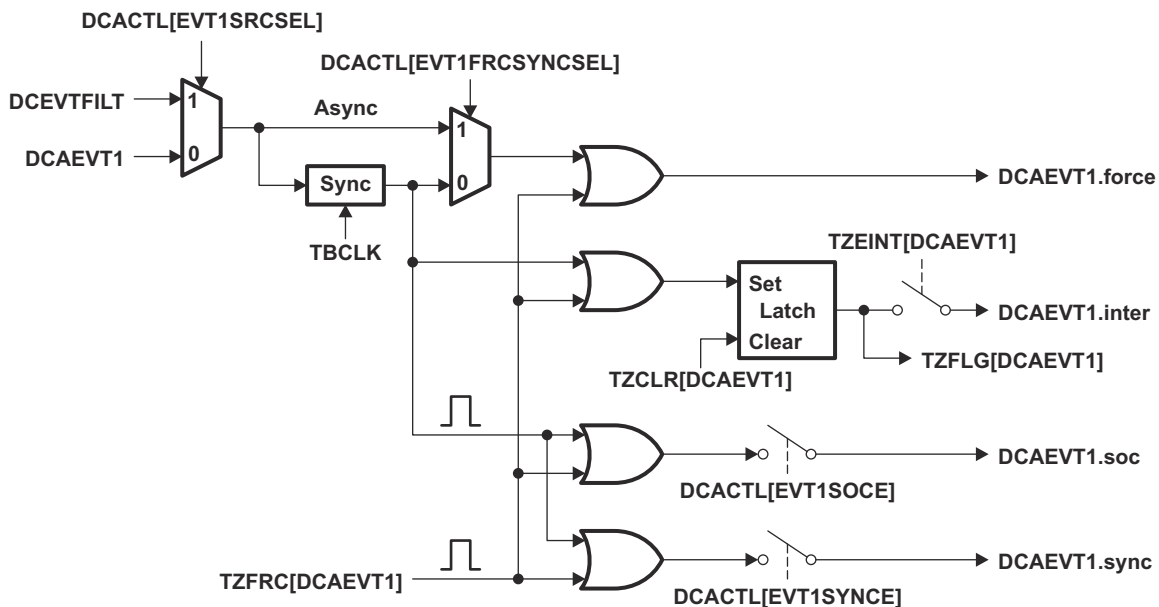 DCACTL[EVT1SRCSEL]
DCACTL[EVT1FRCSYNCSEL]
DCEVTFILT
1
Async
1
DCAEVT1
0
Sync
0
DCAEVT1.force
TBCLK
TZEINT[DCAEVT1]
Set
Latch
DCAEVT1.inter
Clear
TZCLR[DCAEVT1]
TZFLG[DCAEVT1]
DCAEVT1.soc
DCACTL[EVT1SOCE]
DCAEVT1.sync
TZFRC[DCAEVT1]
DCACTL[EVT1SYNCE]